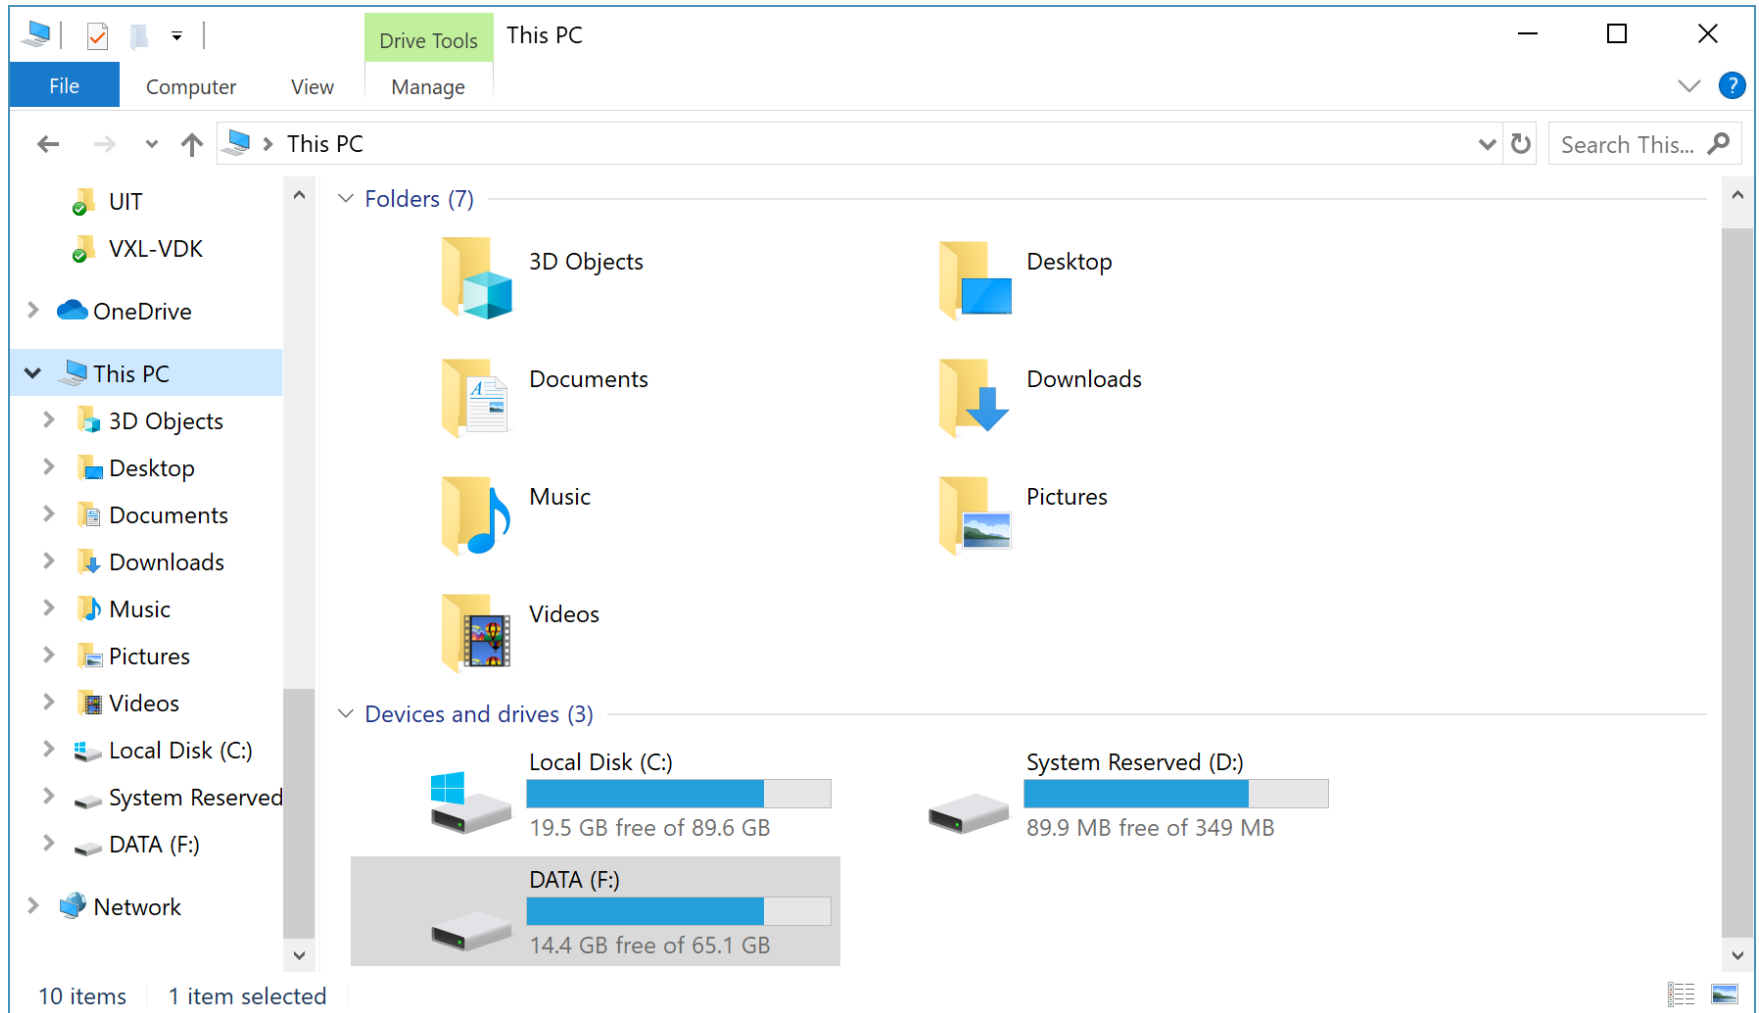 Drive Tools
This PC
File
Computer
View
Manage
?
This PC
Search This...
UIT
VXL-VDK
OneDrive
This PC
3D Objects
Desktop
Documents
Downloads
Music
Pictures
Videos
Local Disk (C:)
System Reserved
DATA (F:)
Network
Folders (7)
3D Objects
Desktop
Documents
Downloads
Music
Pictures
Videos
Devices and drives (3)
Local Disk (C:)
19.5 GB free of 89.6 GB
System Reserved (D:)
89.9 MB free of 349 MB
DATA (F:)
14.4 GB free of 65.1 GB
10 items
1 item selected